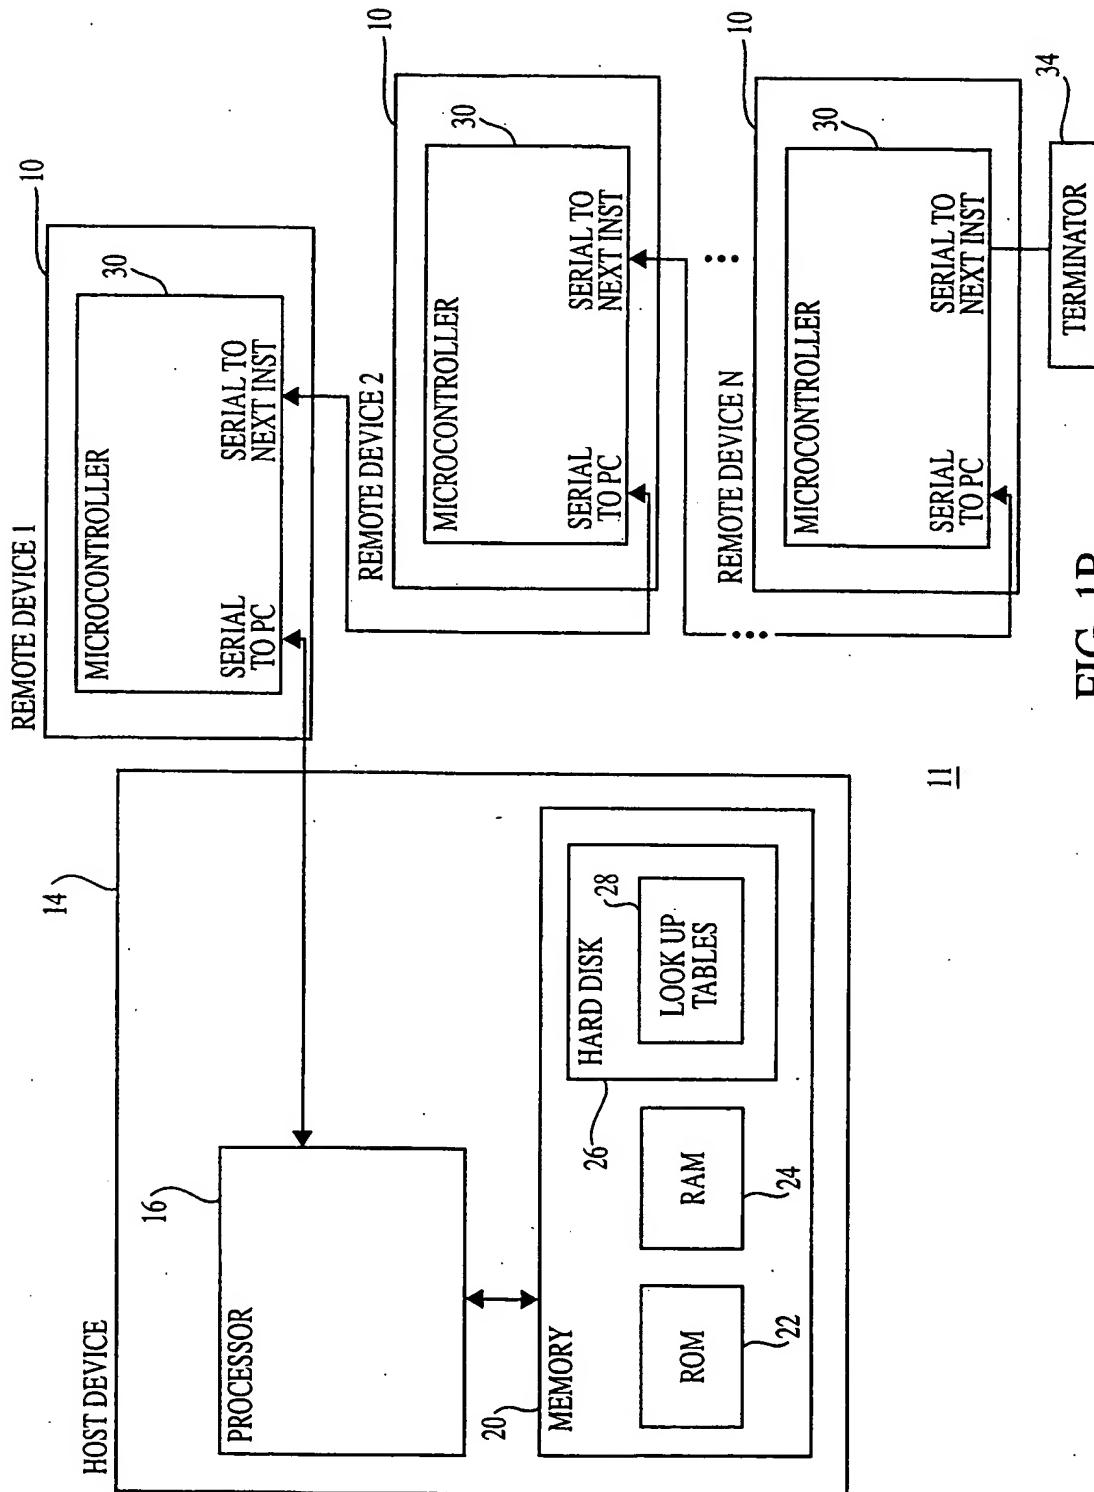 HOST DEVICE
14
PROCESSOR
16
MEMORY
20
ROM
22
RAM
24
HARD DISK
26
LOOK UP
TABLES
28
11
REMOTE DEVICE 1
10
MICROCONTROLLER
30
SERIAL
TO PC
SERIAL TO
NEXT INST
REMOTE DEVICE 2
10
MICROCONTROLLER
30
SERIAL
TO PC
SERIAL TO
NEXT INST
REMOTE DEVICE N
10
MICROCONTROLLER
30
SERIAL
TO PC
SERIAL TO
NEXT INST
TERMINATOR
34
FIG. 1B